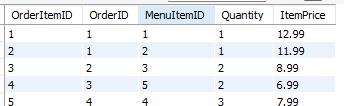 OrderItemID OrderID MenuItemID Quantity ItemPrice
1 1 1 1 12.99
2 1 2 1 11.99
3 2 3 2 8.99
4 3 5 2 6.99
5 4 4 3 7.99